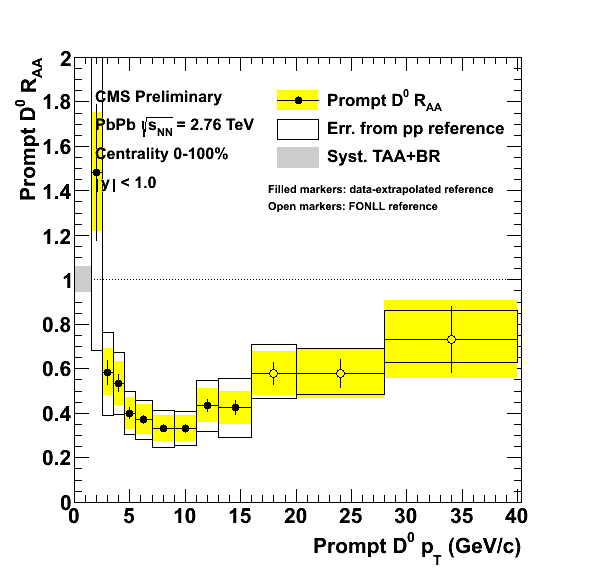 2
1.8
1.6
1.4
1.2
1
0.8
0.6
0.4
0.2
0
Prompt D⁰ R_AA
CMS Preliminary
PbPb √s_NN = 2.76 TeV
Centrality 0-100%
|y| < 1.0
Prompt D⁰ R_AA
Err. from pp reference
Syst. TAA+BR
Filled markers: data-extrapolated reference
Open markers: FONLL reference
0 5 10 15 20 25 30 35 40
Prompt D⁰ p_T (GeV/c)